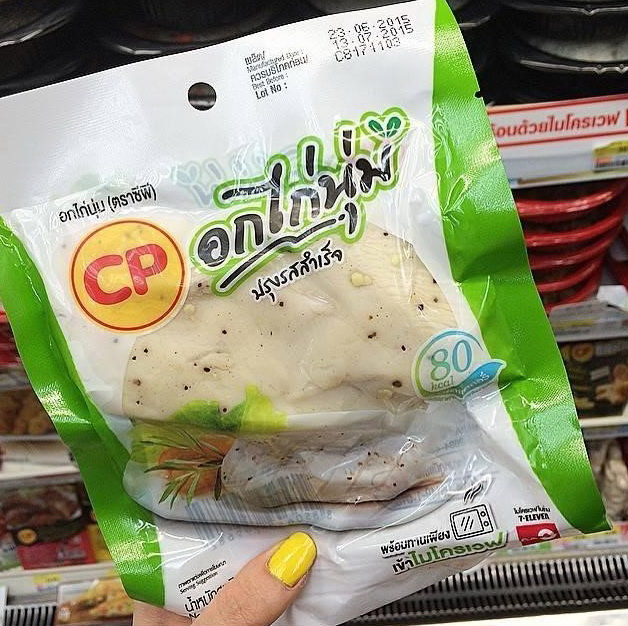 ผลิต/
Manufactured Date :
ควรบริโภคก่อน/
Best Before :
Lot No :
23.06.2015
13.07.2015
C8171103
อกไก่นุ่ม (ตราซีพี)
CP
อกไก่นุ่ม
ปรุงรสสำเร็จ
80
kcal
พร้อมทานเพียง
เข้าไมโครเวฟ
7-ELEVEN
Serving Suggestion
ร้อนด้วยไมโครเวฟ